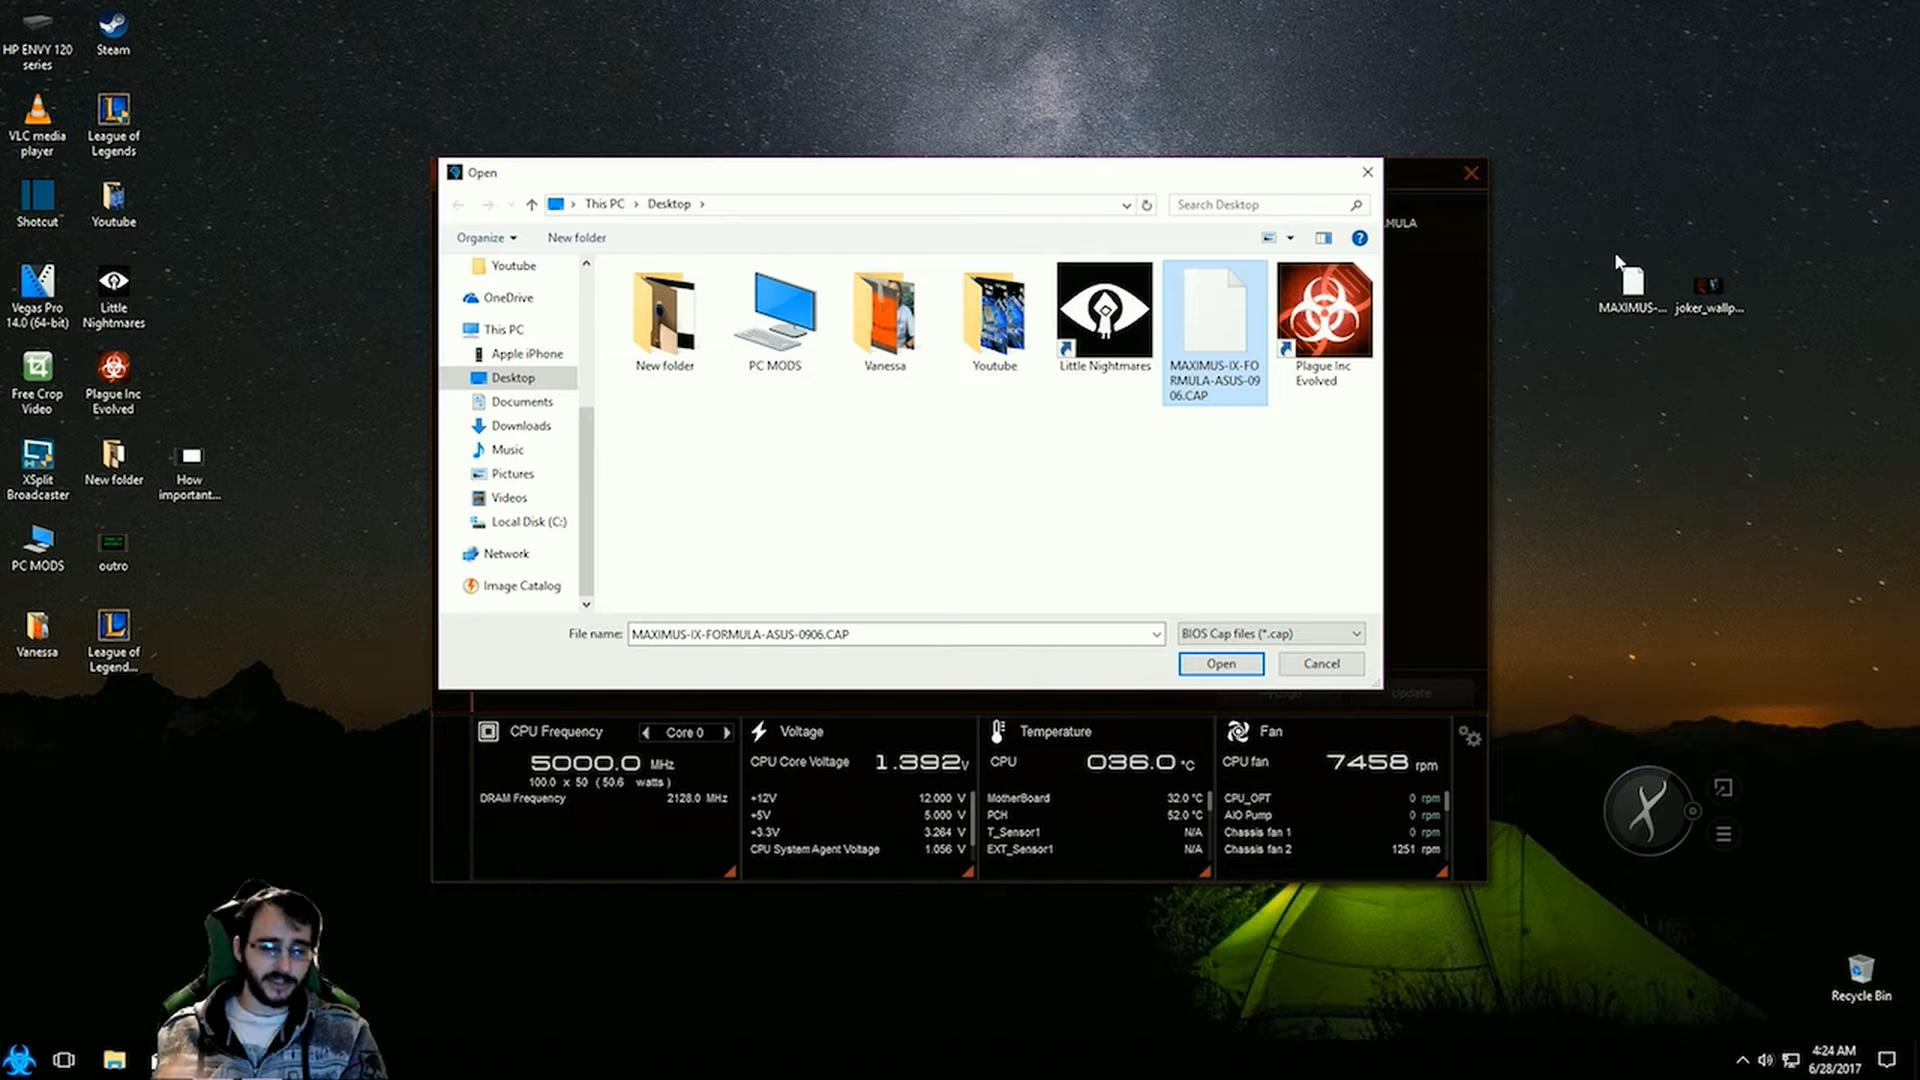 HP ENVY 120
series
Steam
VLC media
player
League of
Legends
Shotcut
Youtube
Vegas Pro
14.0 (64-bit)
Little
Nightmares
Free Crop
Video
Plague Inc
Evolved
XSplit
Broadcaster
New folder
How
important...
PC MODS
outro
Vanessa
League of
Legend...
Open
This PC
Desktop
Search Desktop
Organize
New folder
Youtube
OneDrive
This PC
Apple iPhone
Desktop
Documents
Downloads
Music
Pictures
Videos
Local Disk (C:)
Network
Image Catalog
New folder
PC MODS
Vanessa
Youtube
Little Nightmares
MAXIMUS-IX-FO
RMULA-ASUS-09
06.CAP
Plague Inc
Evolved
File name:
MAXIMUS-IX-FORMULA-ASUS-0906.CAP
BIOS Cap files (*.cap)
Open
Cancel
MULA
MyLogo
Update
MAXIMUS-...
joker_wallp...
CPU Frequency
Core 0
5000.0 MHz
100.0 x 50 (50.6 watts)
DRAM Frequency 2128.0 MHz
Voltage
CPU Core Voltage 1.392v
+12V 12.000 V
+5V 5.000 V
+3.3V 3.264 V
CPU System Agent Voltage 1.056 V
Temperature
CPU 036.0 °C
MotherBoard 32.0 °C
PCH 52.0 °C
T_Sensor1 N/A
EXT_Sensor1 N/A
Fan
CPU fan 7458 rpm
CPU_OPT 0 rpm
AIO Pump 0 rpm
Chassis fan 1 0 rpm
Chassis fan 2 1251 rpm
Recycle Bin
4:24 AM
6/28/2017